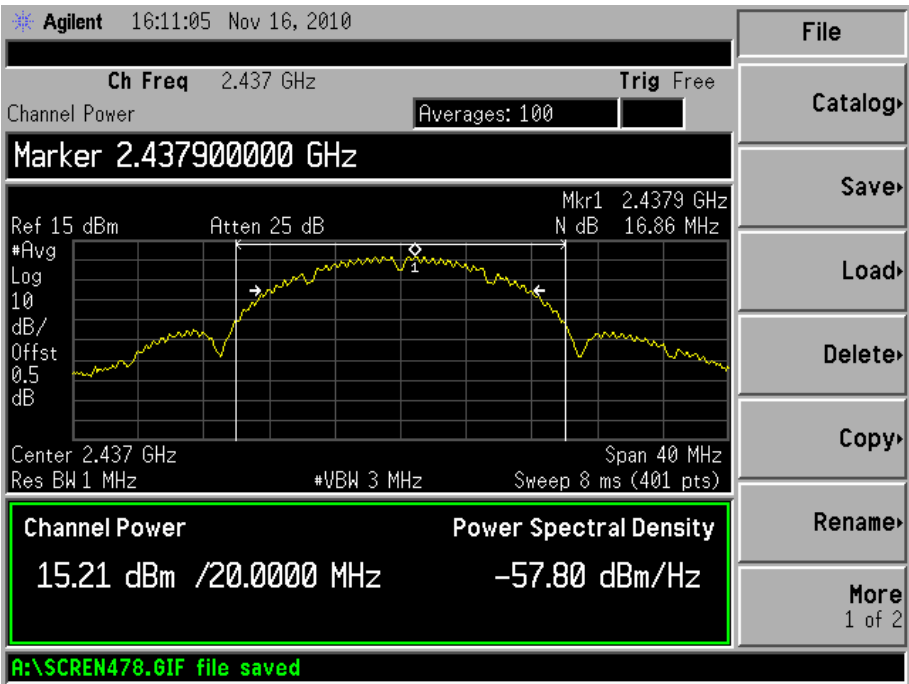 Agilent 16:11:05 Nov 16, 2010
File
Ch Freq 2.437 GHz Trig Free
Channel Power Averages: 100
Catalog
Marker 2.437900000 GHz
Save
Mkr1 2.4379 GHz
Ref 15 dBm Atten 25 dB N dB 16.86 MHz
#Avg
Log
10
dB/
Offst
0.5
dB
1
Load
Delete
Copy
Center 2.437 GHz Span 40 MHz
Res BW 1 MHz #VBW 3 MHz Sweep 8 ms (401 pts)
Channel Power Power Spectral Density
15.21 dBm /20.0000 MHz -57.80 dBm/Hz
Rename
More
1 of 2
A:\SCREN478.GIF file saved